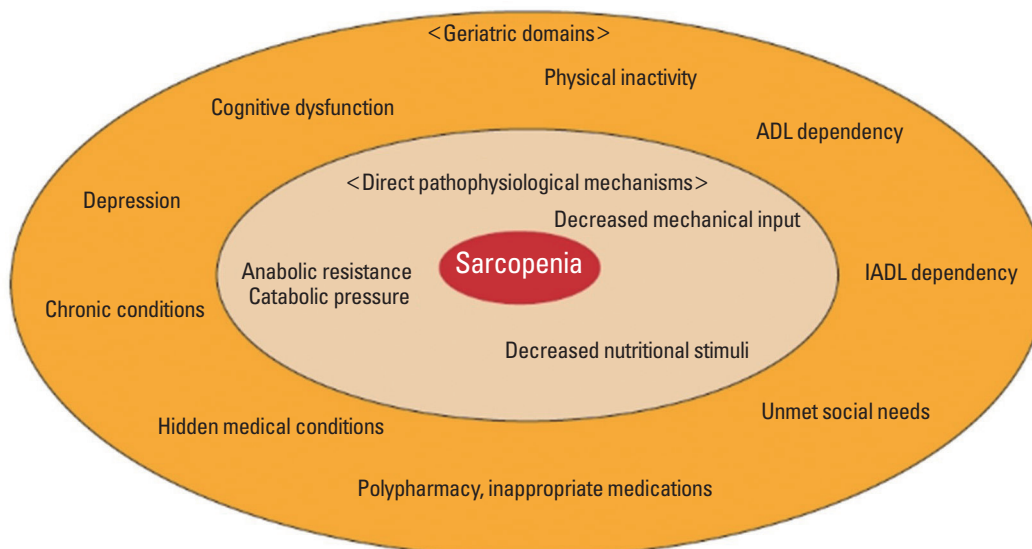 <Geriatric domains>
Physical inactivity
Cognitive dysfunction
ADL dependency
<Direct pathophysiological mechanisms>
Depression
Decreased mechanical input
Sarcopenia
Anabolic resistance
Catabolic pressure
IADL dependency
Chronic conditions
Decreased nutritional stimuli
Unmet social needs
Hidden medical conditions
Polypharmacy, inappropriate medications